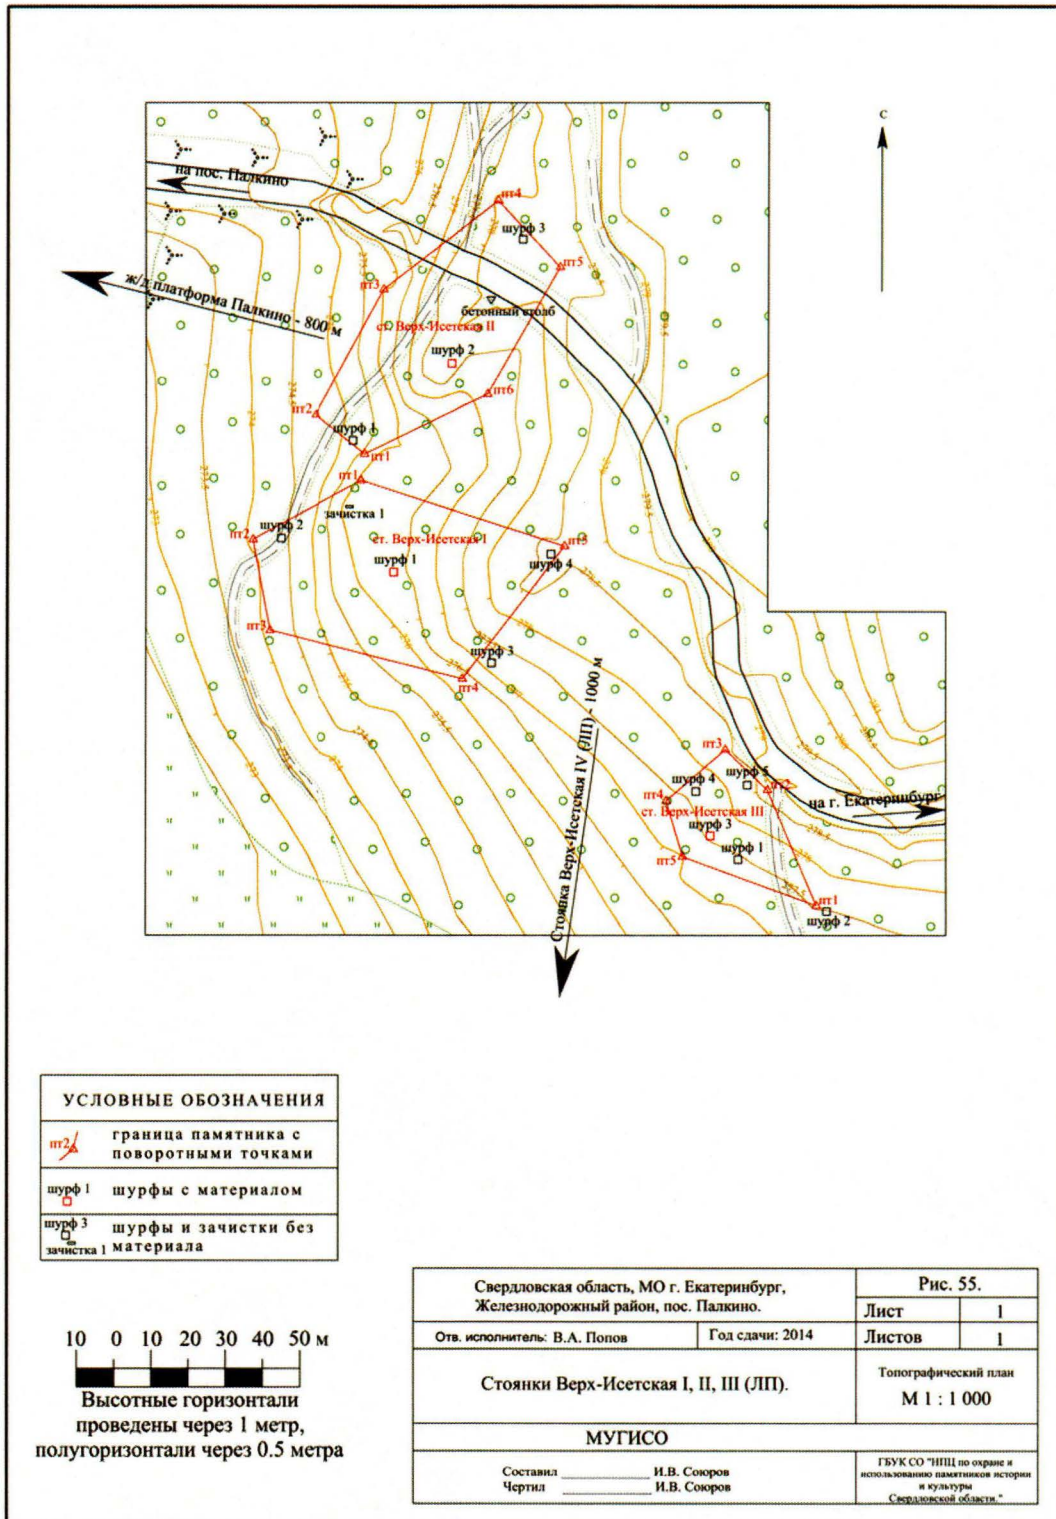 с
на пос. Палкино
ж/д платформа Палкино - 800 м
пт4
шурф 3
пт5
пт3
бетонный столб
ст. Верх-Исетская II
шурф 2
пт6
пт2
шурф 1
пт1
пт1
зачистка 1
шурф 2
пт2
ст. Верх-Исетская I
шурф 1
пт5
шурф 4
пт3
шурф 3
пт4
Стоянка Верх-Исетская IV (ЛП) - 1000 м
пт3
шурф 4
шурф 5
пт2
пт4
на г. Екатеринбург
ст. Верх-Исетская III
шурф 3
шурф 1
пт5
пт1
шурф 2
УСЛОВНЫЕ ОБОЗНАЧЕНИЯ
пт2
граница памятника с
поворотными точками
шурф 1
шурфы с материалом
шурф 3
зачистка 1
шурфы и зачистки без
материала
10 0 10 20 30 40 50 м
Высотные горизонтали
проведены через 1 метр,
полугоризонтали через 0.5 метра
Свердловская область, МО г. Екатеринбург,
Железнодорожный район, пос. Палкино.
Рис. 55.
Лист 1
Отв. исполнитель: В.А. Попов
Год сдачи: 2014
Листов 1
Стоянки Верх-Исетская I, II, III (ЛП).
Топографический план
М 1 : 1 000
МУГИСО
Составил И.В. Союров
Чертил И.В. Союров
ГБУК СО "НПЦ по охране и
использованию памятников истории
и культуры
Свердловской области."